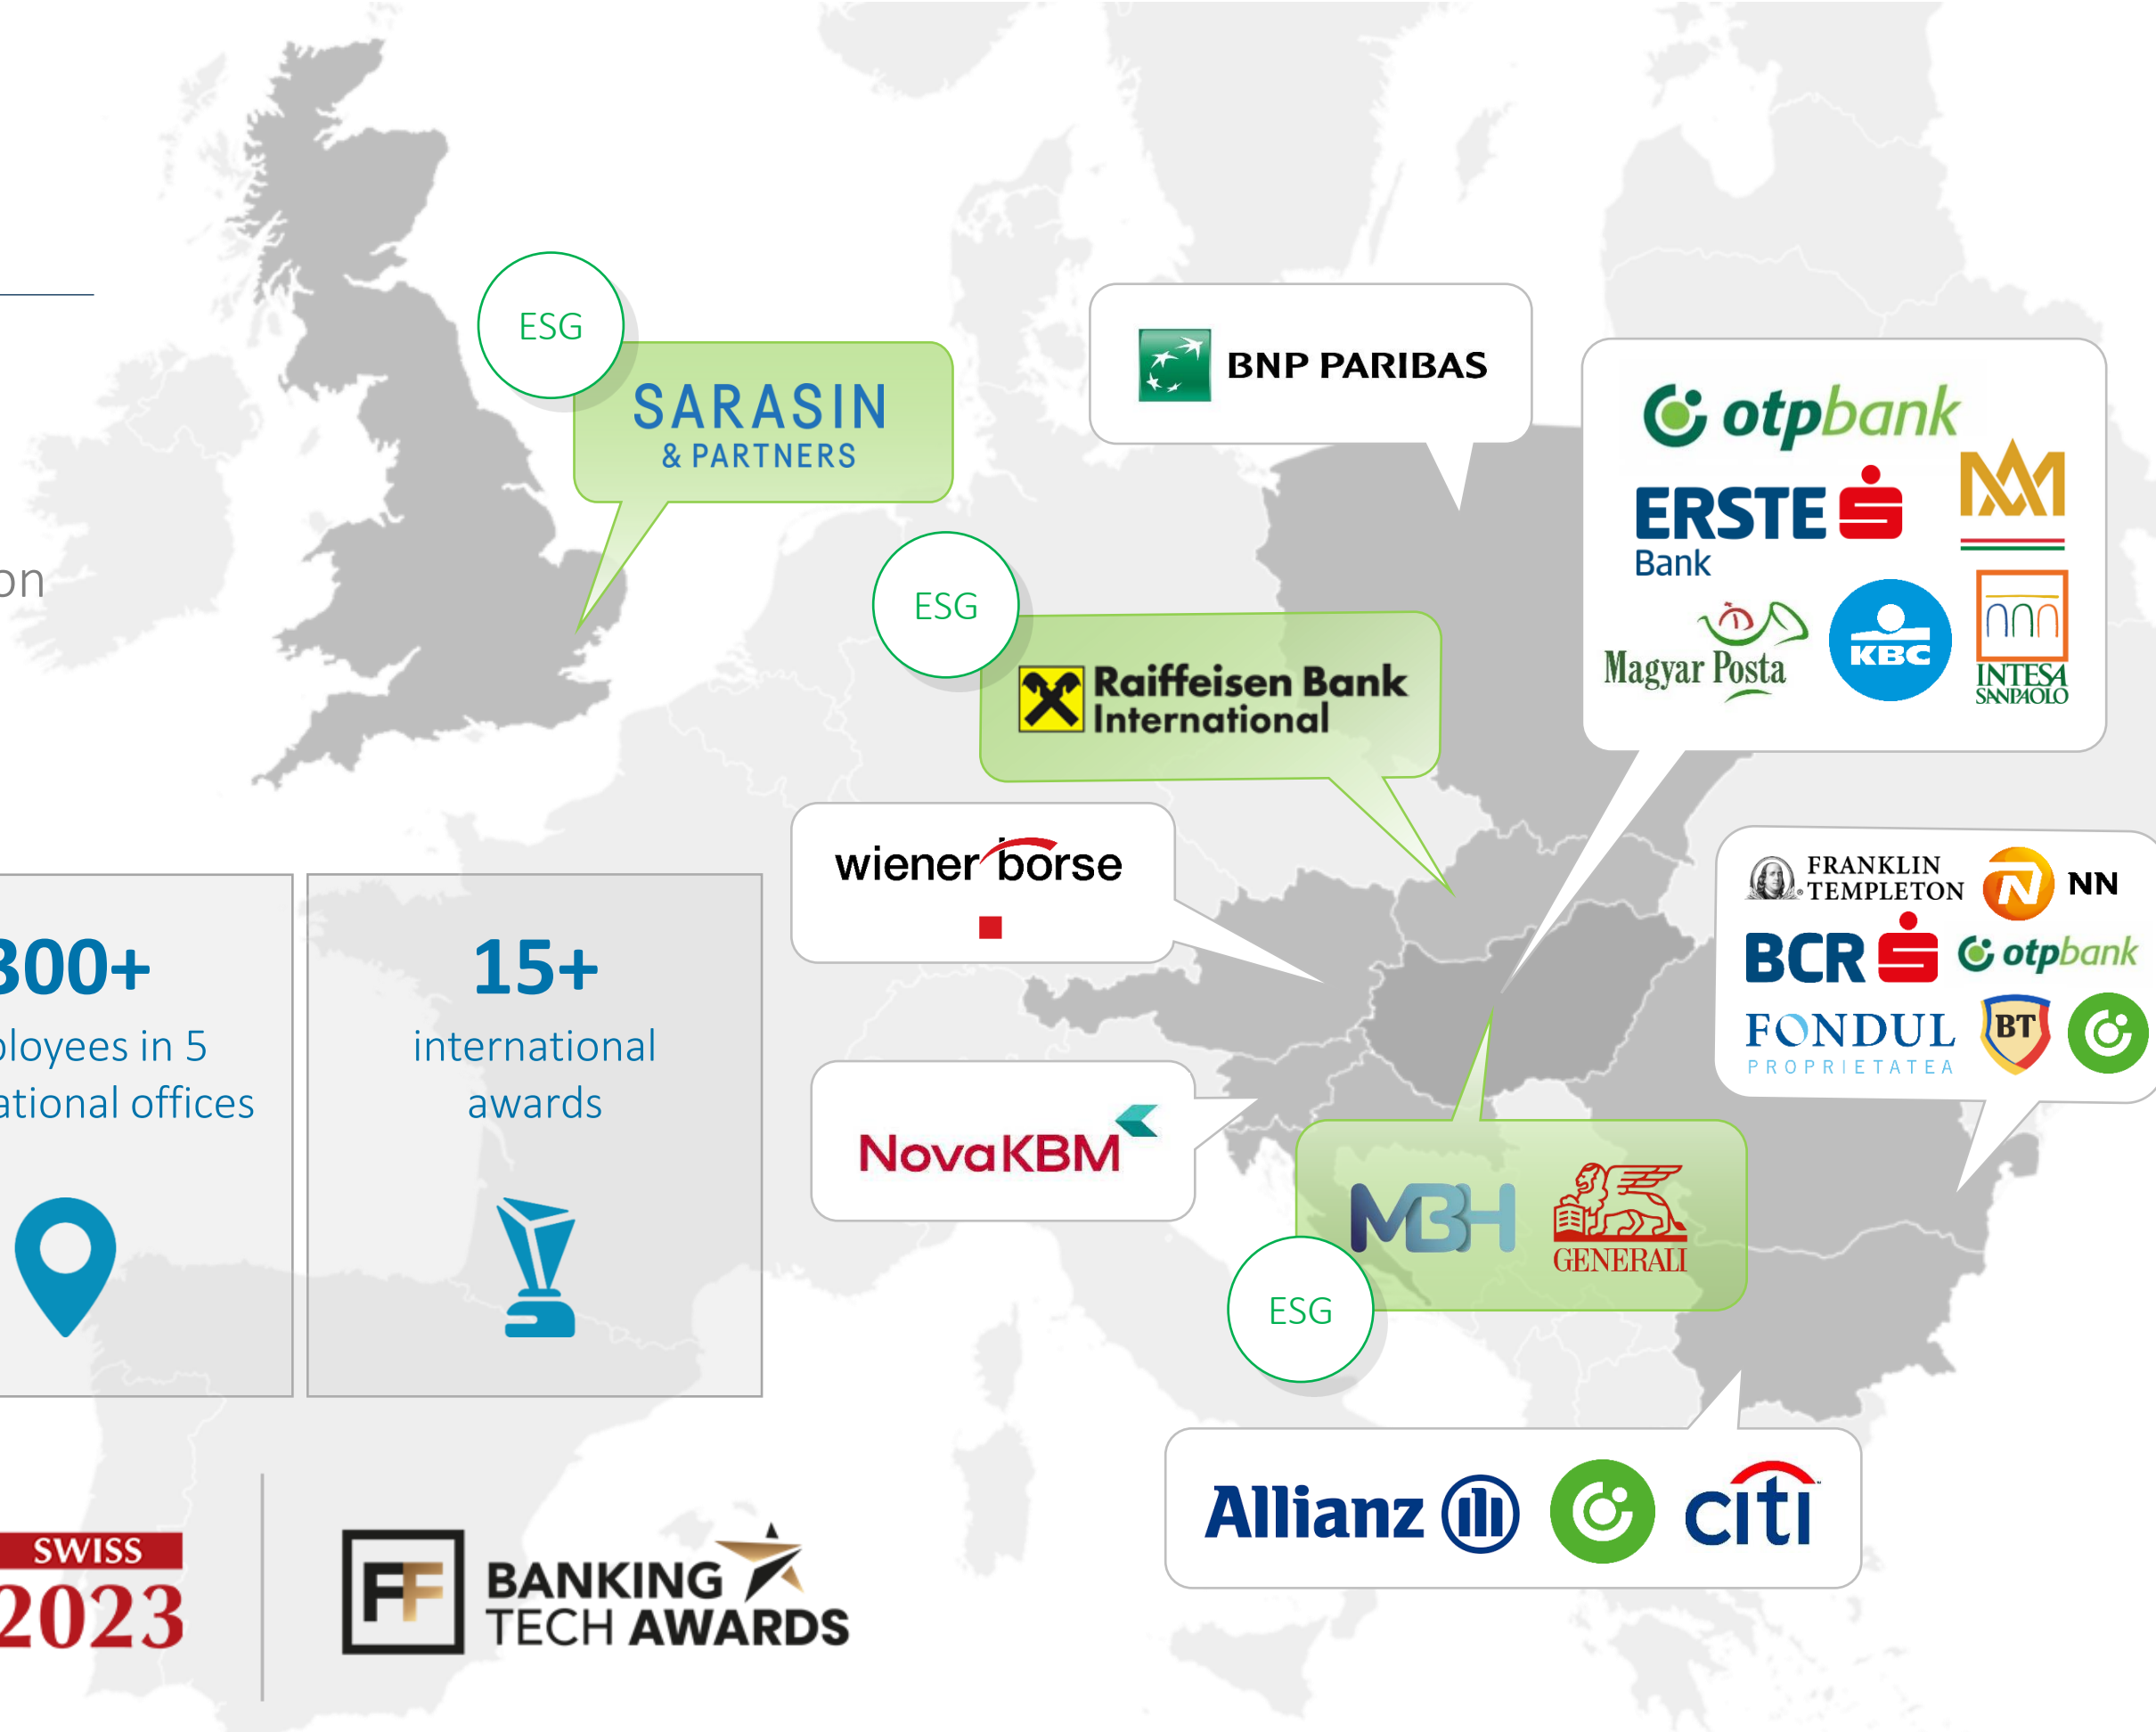 ESG
SARASIN
& PARTNERS
BNP PARIBAS
otpbank
ERSTE
Bank
Magyar Posta
KBC
INTESA
SANPAOLO
on
ESG
Raiffeisen Bank
International
wiener börse
FRANKLIN
TEMPLETON
NN
BCR
otpbank
FONDUL
PROPRIETATEA
BT
300+
ployees in 5
ational offices
15+
international
awards
NovaKBM
MBH
GENERALI
ESG
Allianz
citi
SWISS
2023
FF
BANKING
TECH AWARDS